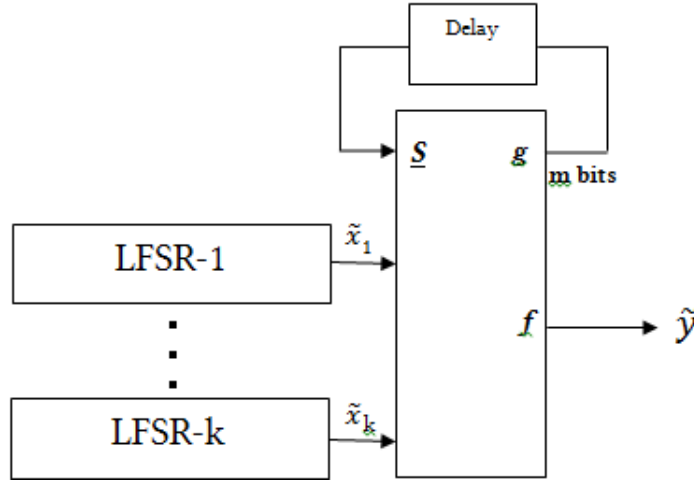 Delay
S
g
m bits
LFSR-1
x̃₁
f
ỹ
LFSR-k
x̃ₖ